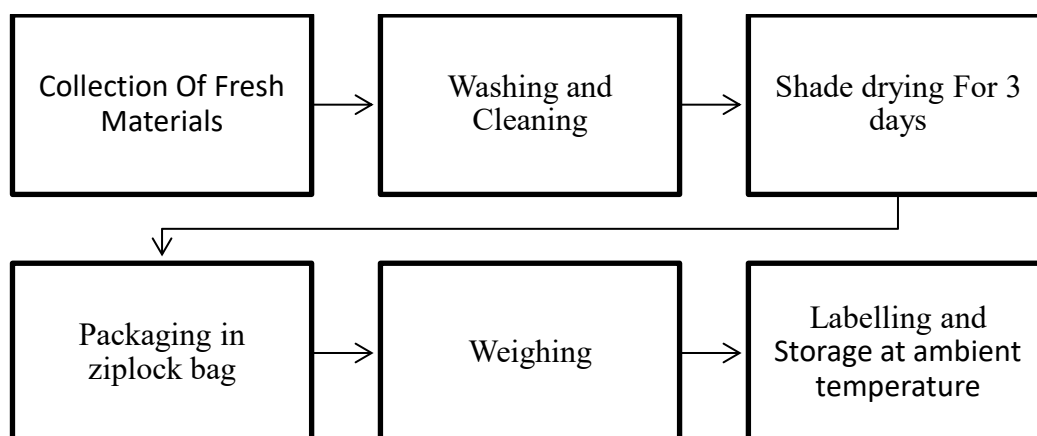 Collection Of Fresh
Materials
Washing and
Cleaning
Shade drying For 3
days
Packaging in
ziplock bag
Weighing
Labelling and
Storage at ambient
temperature